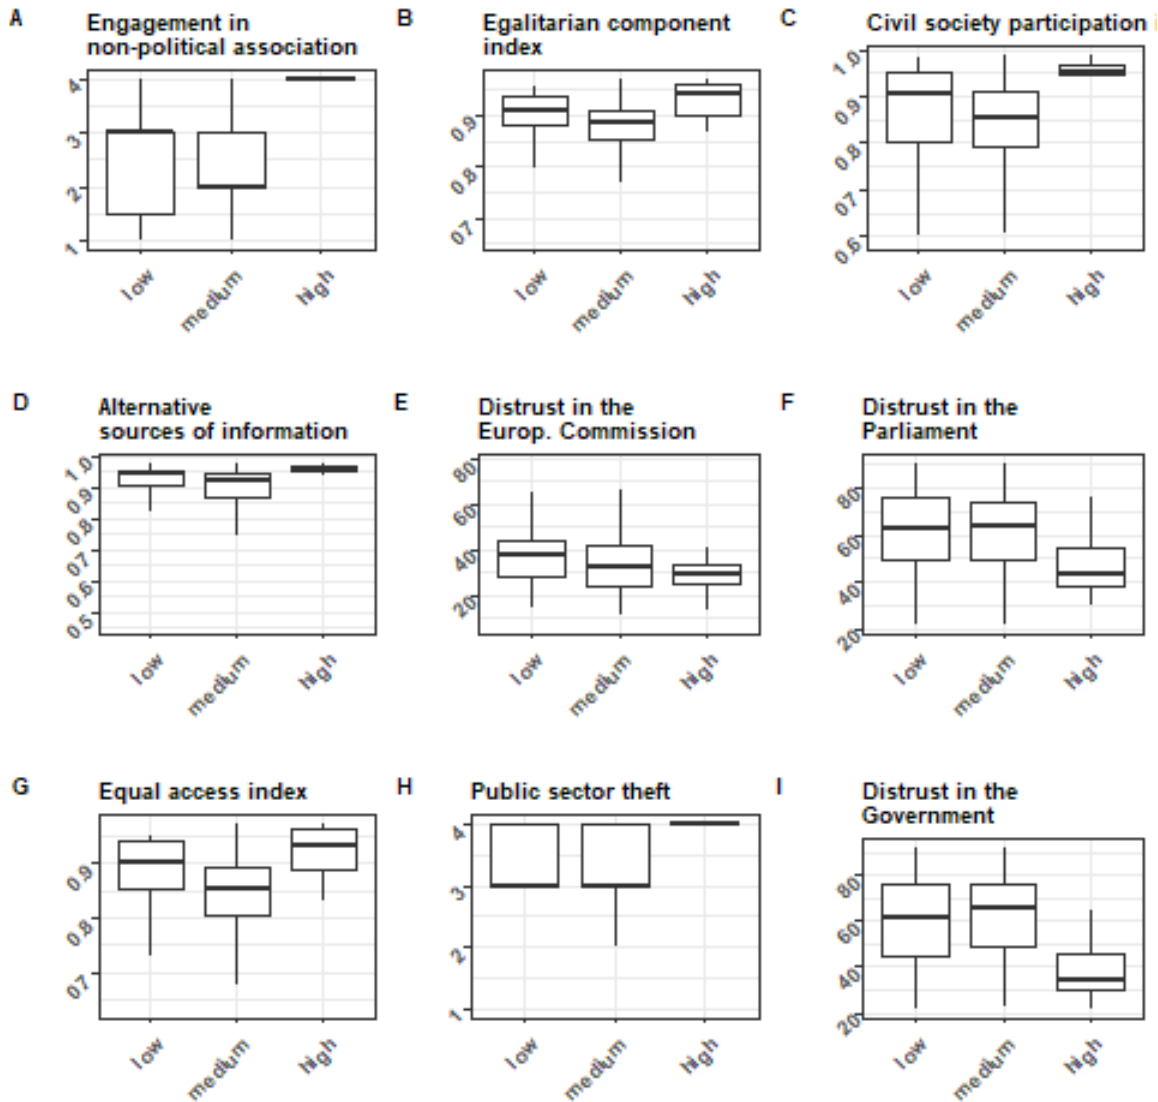 A
Engagement in
non-political association
4
3
2
1
low
medium
high
B
Egalitarian component
index
0.9
0.8
0.7
low
medium
high
C
Civil society participation i
1.0
0.9
0.8
0.7
0.6
low
medium
high
D
Alternative
sources of information
1.0
0.9
0.8
0.7
0.6
0.5
low
medium
high
E
Distrust in the
Europ. Commission
80
60
40
20
low
medium
high
F
Distrust in the
Parliament
80
60
40
20
low
medium
high
G
Equal access index
0.9
0.8
0.7
low
medium
high
H
Public sector theft
4
3
2
1
low
medium
high
I
Distrust in the
Government
80
60
40
20
low
medium
high